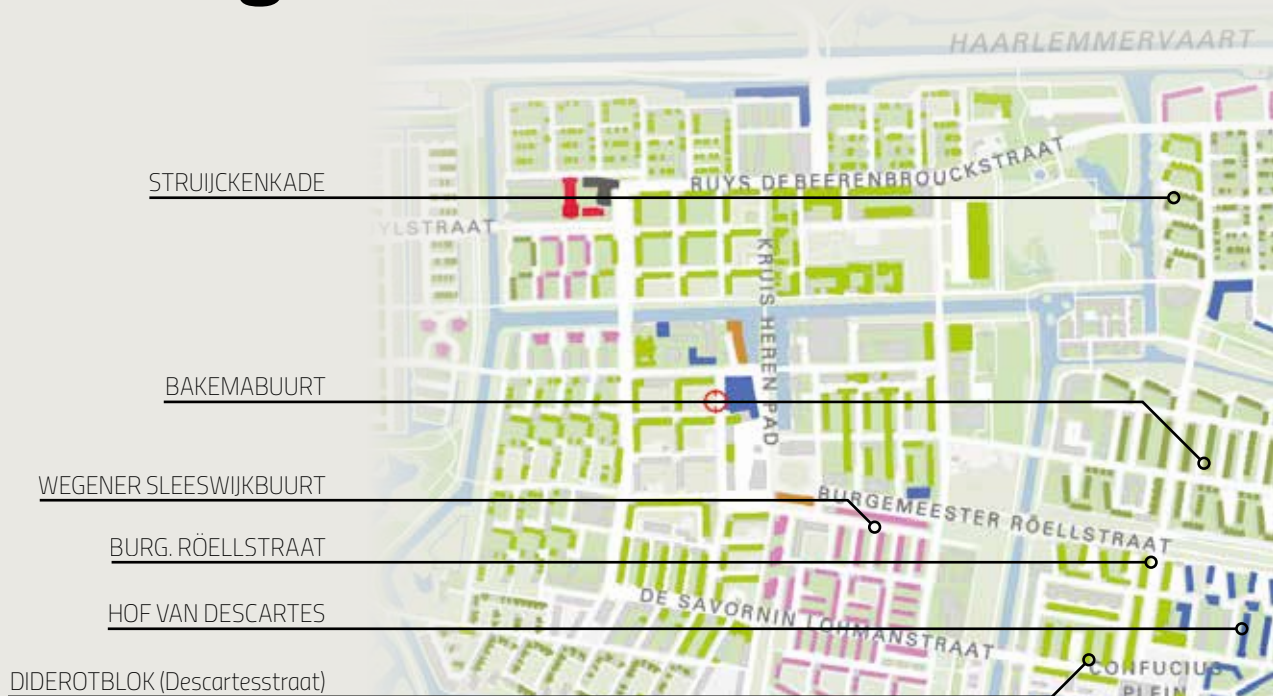 HAARLEMMERVAART
STRUIJCKENKADE
RUYS DE BEERENBROUCKSTRAAT
YLSTRAAT
KRUIS HEREN PAD
BAKEMABUURT
WEGENER SLEESWIJKBUURT
BURGEMEESTER RÖELLSTRAAT
BURG. RÖELLSTRAAT
DE SAVORNIN LOHMANSTRAAT
HOF VAN DESCARTES
CONFUCIUS
PLEIN
DIDEROTBLOK (Descartesstraat)